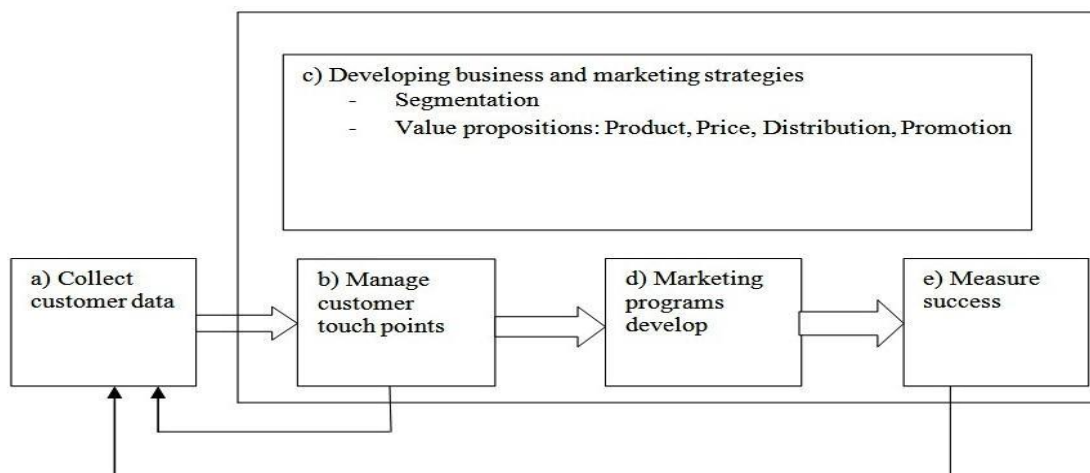 c) Developing business and marketing strategies
- Segmentation
- Value propositions: Product, Price, Distribution, Promotion
a) Collect
customer data
b) Manage
customer
touch points
d) Marketing
programs
develop
e) Measure
success